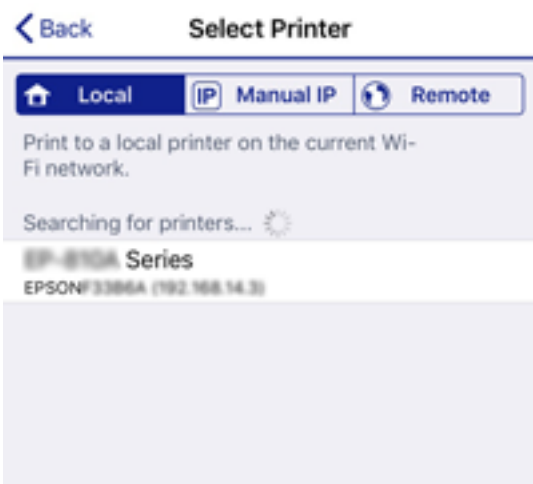 Back
Select Printer
Local
IP Manual IP
Remote
Print to a local printer on the current Wi-
Fi network.
Searching for printers...
Series
EPSON